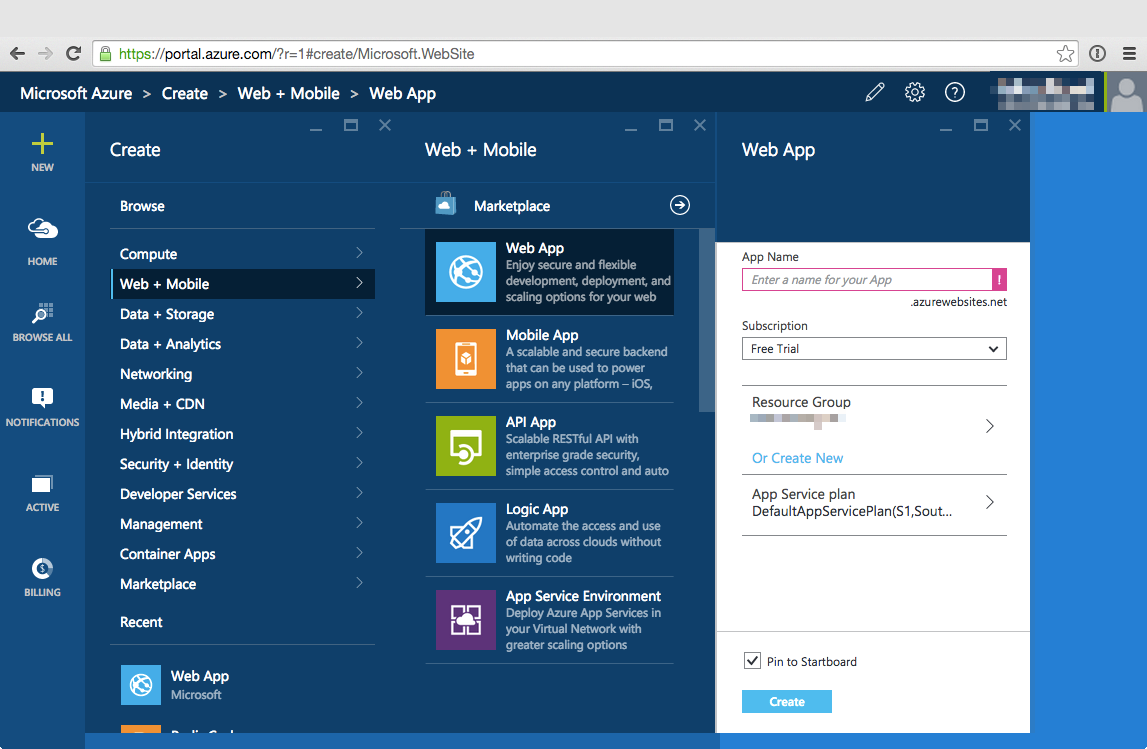 https://portal.azure.com/?r=1#create/Microsoft.WebSite
Microsoft Azure > Create > Web + Mobile > Web App
NEW
HOME
BROWSE ALL
NOTIFICATIONS
ACTIVE
BILLING
Create
Browse
Compute
Web + Mobile
Data + Storage
Data + Analytics
Networking
Media + CDN
Hybrid Integration
Security + Identity
Developer Services
Management
Container Apps
Marketplace
Recent
Web App
Microsoft
Web + Mobile
Marketplace
Web App
Enjoy secure and flexible
development, deployment, and
scaling options for your web
Mobile App
A scalable and secure backend
that can be used to power
apps on any platform – iOS,
API App
Scalable RESTful API with
enterprise grade security,
simple access control and auto
Logic App
Automate the access and use
of data across clouds without
writing code
App Service Environment
Deploy Azure App Services in
your Virtual Network with
greater scaling options
Web App
App Name
Enter a name for your App
!
.azurewebsites.net
Subscription
Free Trial
Resource Group
Or Create New
App Service plan
DefaultAppServicePlan(S1,Sout...
Pin to Startboard
Create